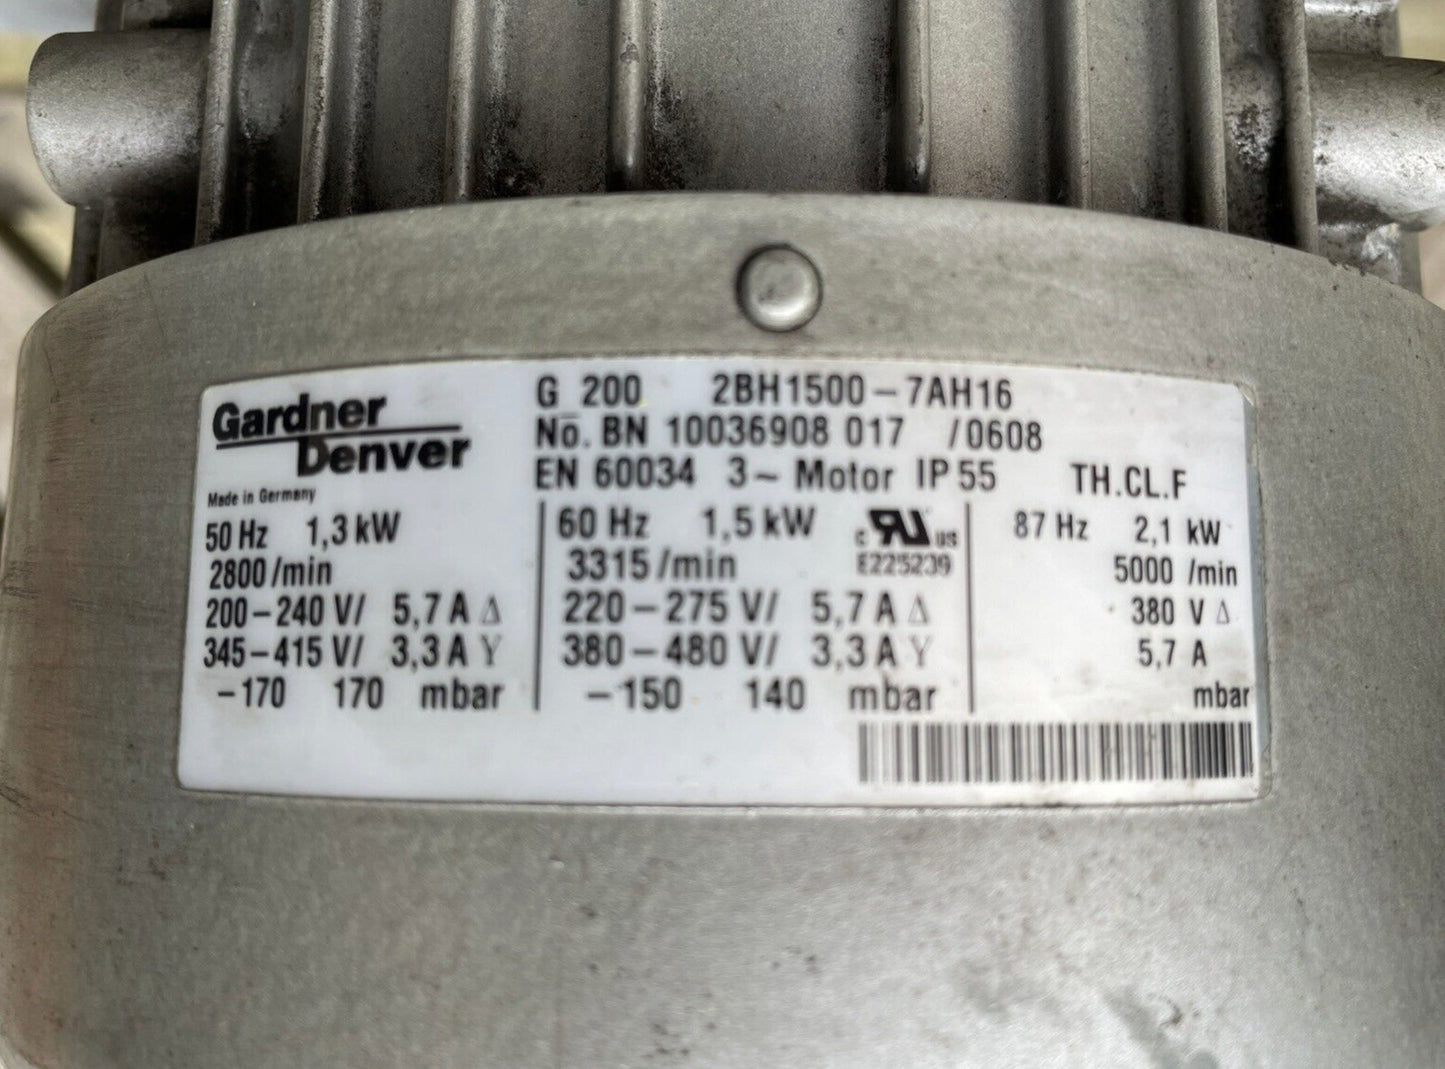 Gardner
Denver
Made in Germany
G 200 2BH1500-7AH16
No. BN 10036908 017 /0608
EN 60034 3~ Motor IP 55 TH.CL.F
50 Hz 1,3 kW
2800 /min
200-240 V/ 5,7 A Δ
345-415 V/ 3,3 A Y
-170 170 mbar
60 Hz 1,5 kW
3315 /min
220-275 V/ 5,7 A Δ
380-480 V/ 3,3 A Y
-150 140 mbar
c RU us
E225239
87 Hz 2,1 kW
5000 /min
380 V Δ
5,7 A
mbar